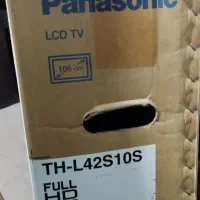 Panasonic
LCD TV
106 cm
TH-L42S10S
FULL
HD